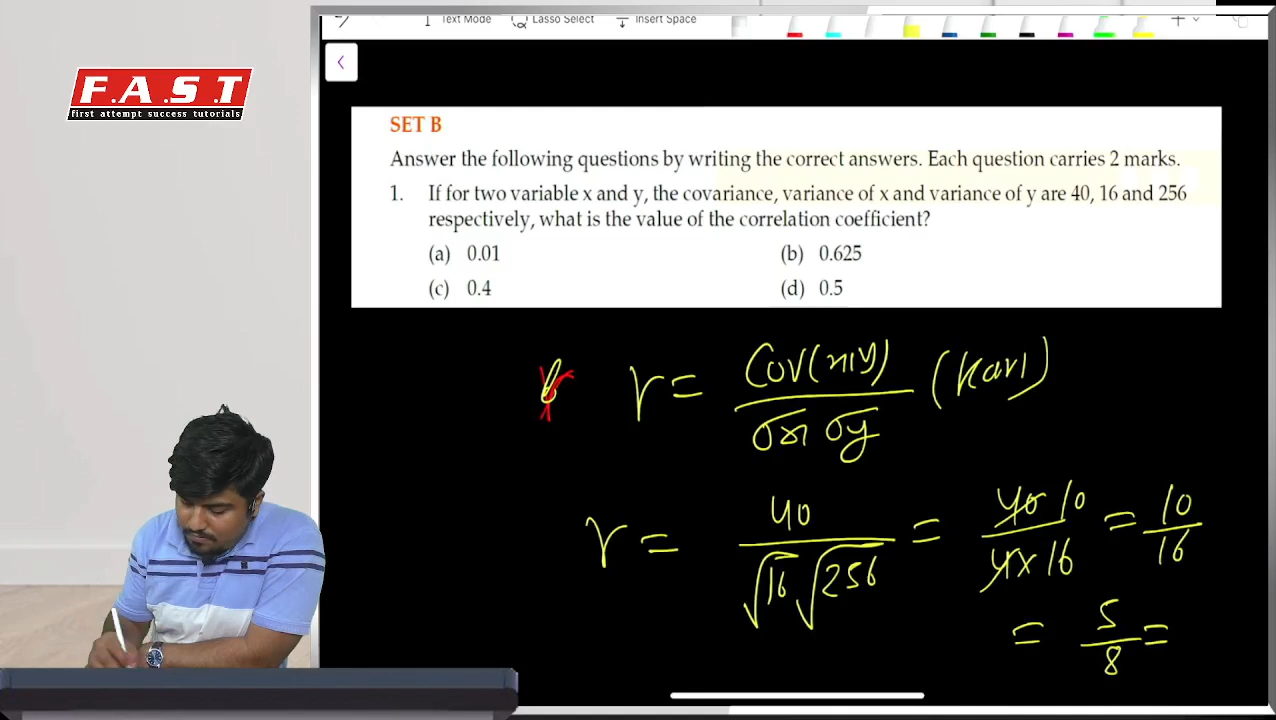 Text Mode Lasso Select Insert Space
F.A.S.T
first attempt success tutorials
SET B
Answer the following questions by writing the correct answers. Each question carries 2 marks.
1. If for two variable x and y, the covariance, variance of x and variance of y are 40, 16 and 256
respectively, what is the value of the correlation coefficient?
(a) 0.01 (b) 0.625
(c) 0.4 (d) 0.5
r = Cov(x,y) / σx σy (Karl)
r = 40 / √16 √256 = 40 10 / 4x16 = 10/16
= 5/8 =